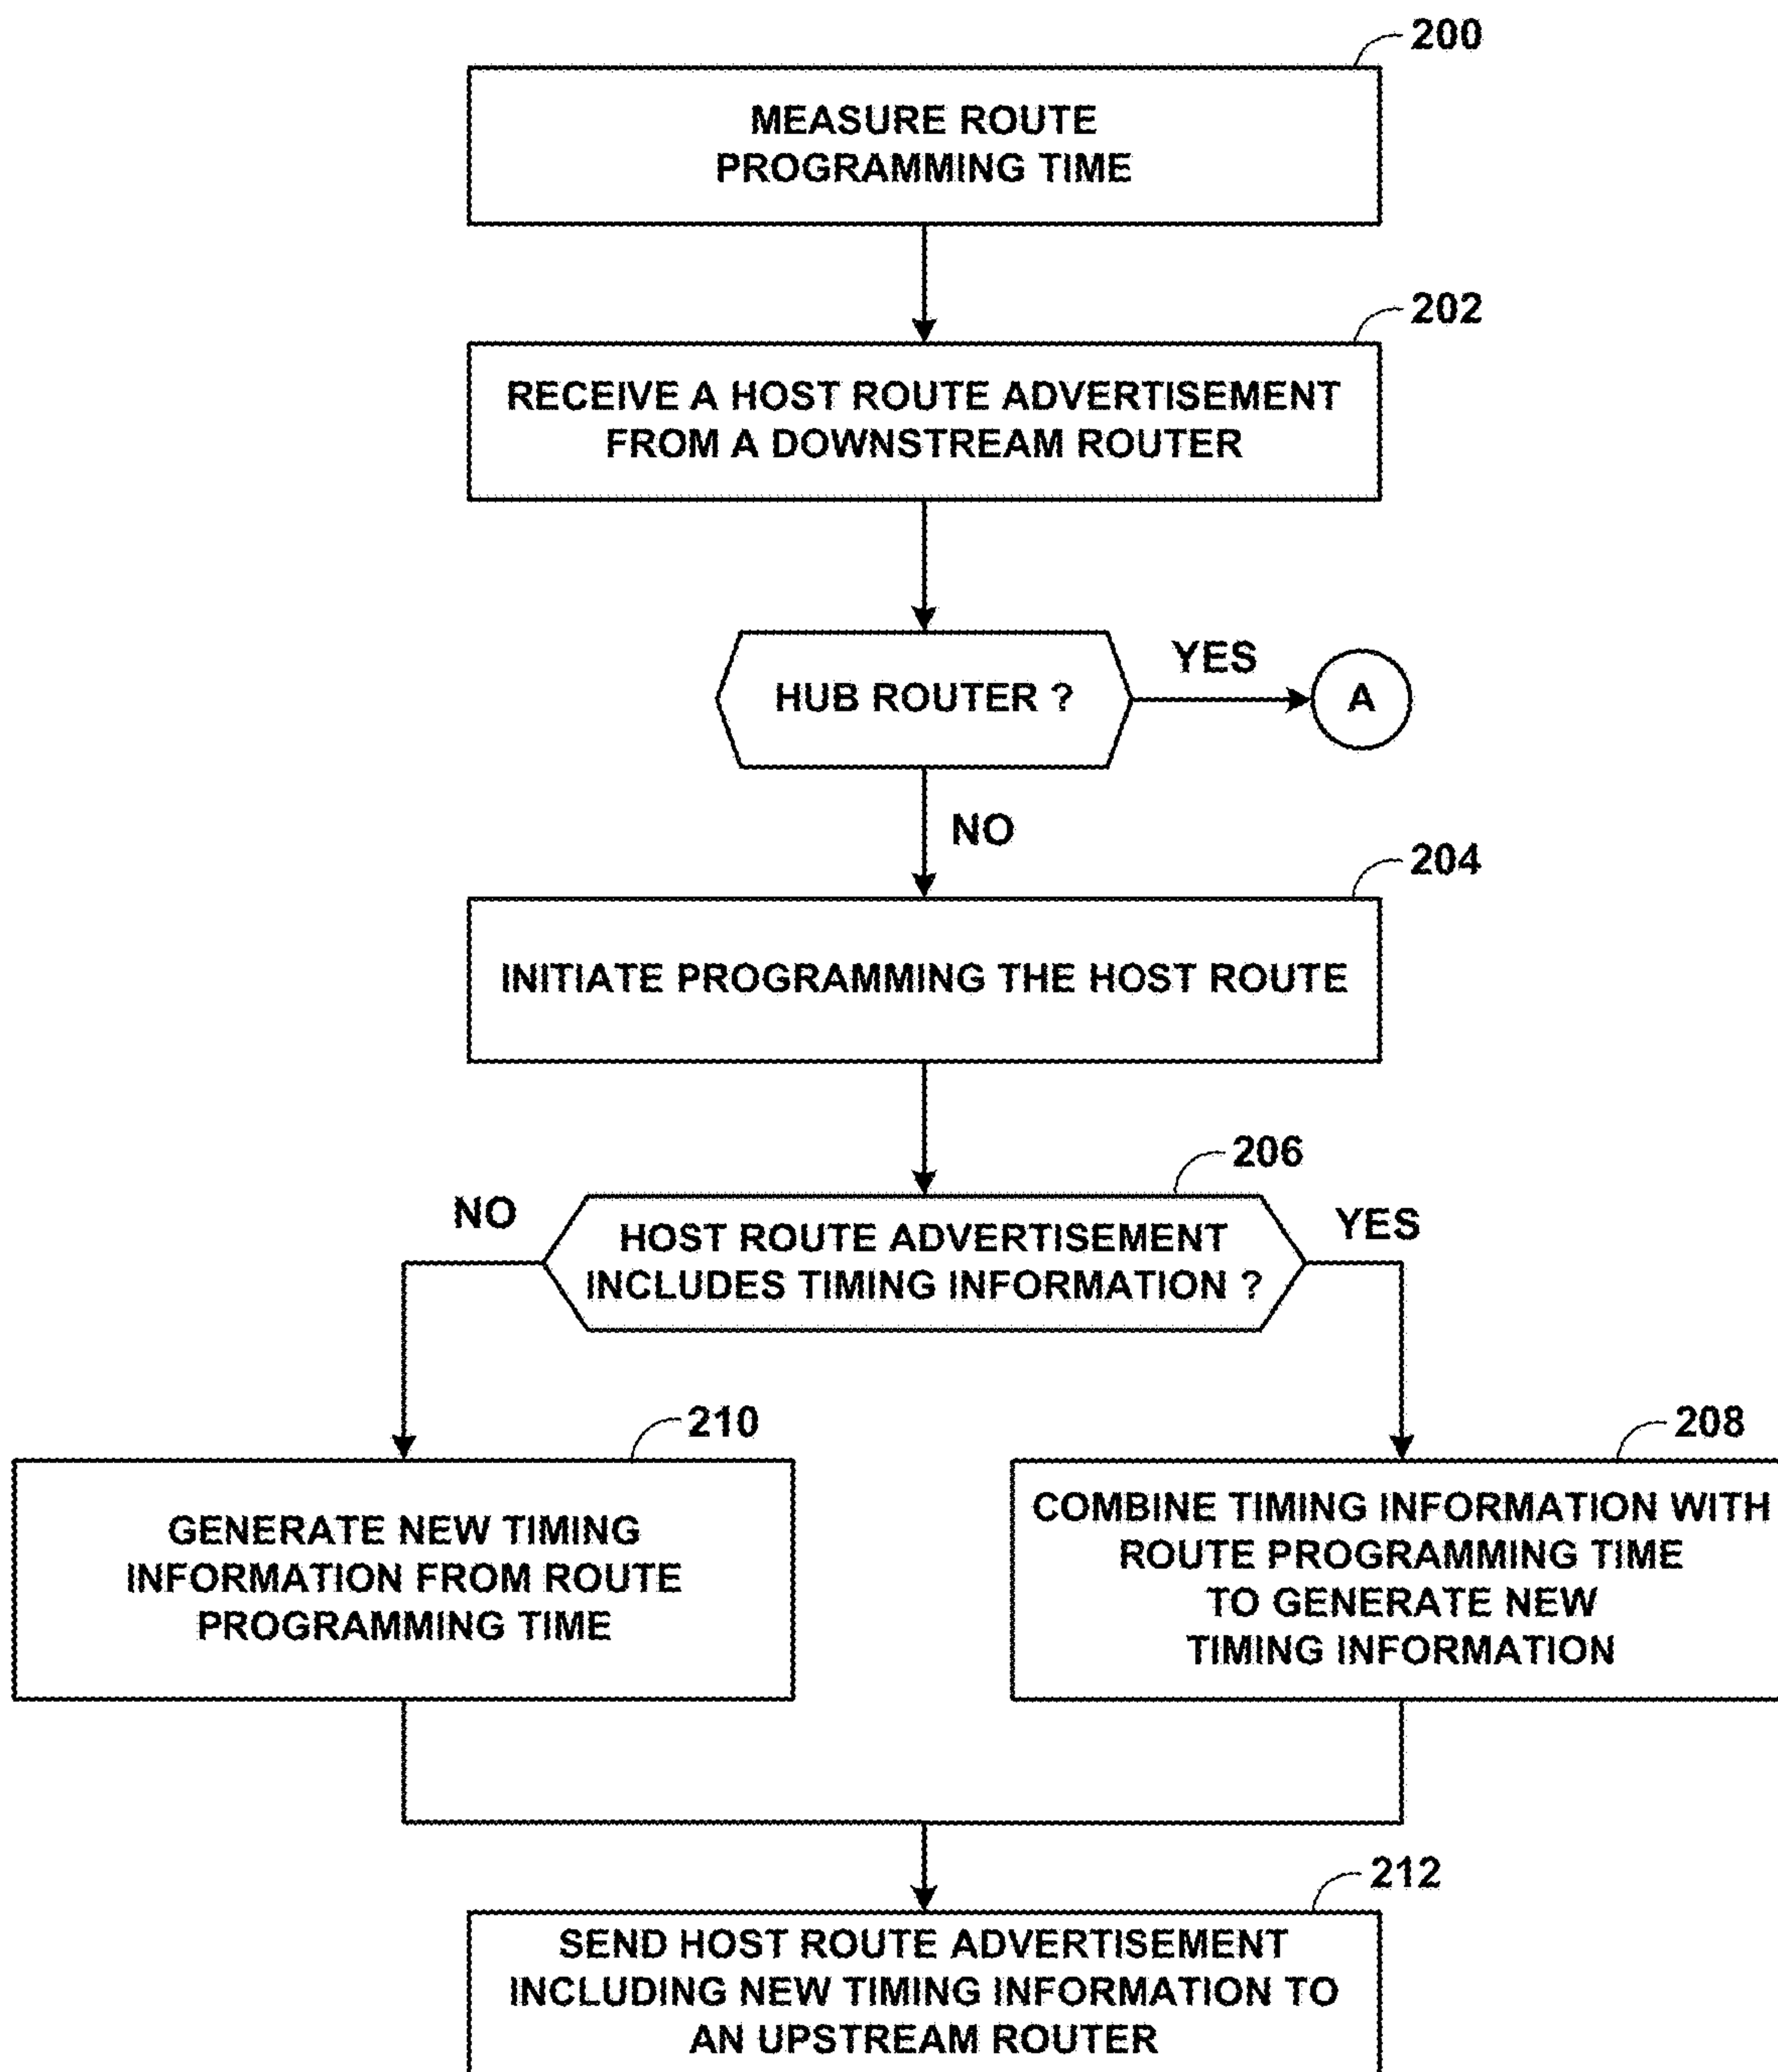 200
MEASURE ROUTE
PROGRAMMING TIME
202
RECEIVE A HOST ROUTE ADVERTISEMENT
FROM A DOWNSTREAM ROUTER
HUB ROUTER ?
YES
A
NO
204
INITIATE PROGRAMMING THE HOST ROUTE
206
NO
HOST ROUTE ADVERTISEMENT
INCLUDES TIMING INFORMATION ?
YES
210
GENERATE NEW TIMING
INFORMATION FROM ROUTE
PROGRAMMING TIME
208
COMBINE TIMING INFORMATION WITH
ROUTE PROGRAMMING TIME
TO GENERATE NEW
TIMING INFORMATION
212
SEND HOST ROUTE ADVERTISEMENT
INCLUDING NEW TIMING INFORMATION TO
AN UPSTREAM ROUTER